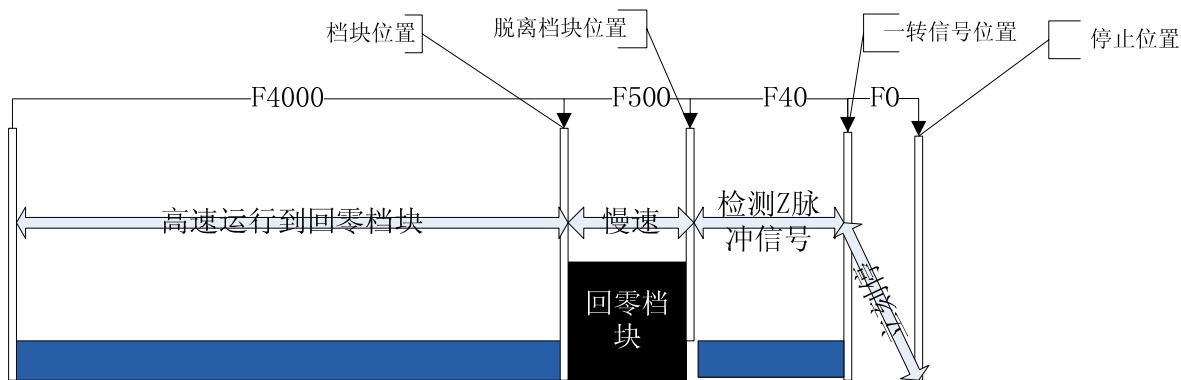 档块位置
脱离档块位置
一转信号位置
停止位置
F4000
F500
F40
F0
高速运行到回零档块
慢速
检测Z脉
冲信号
回零档
块